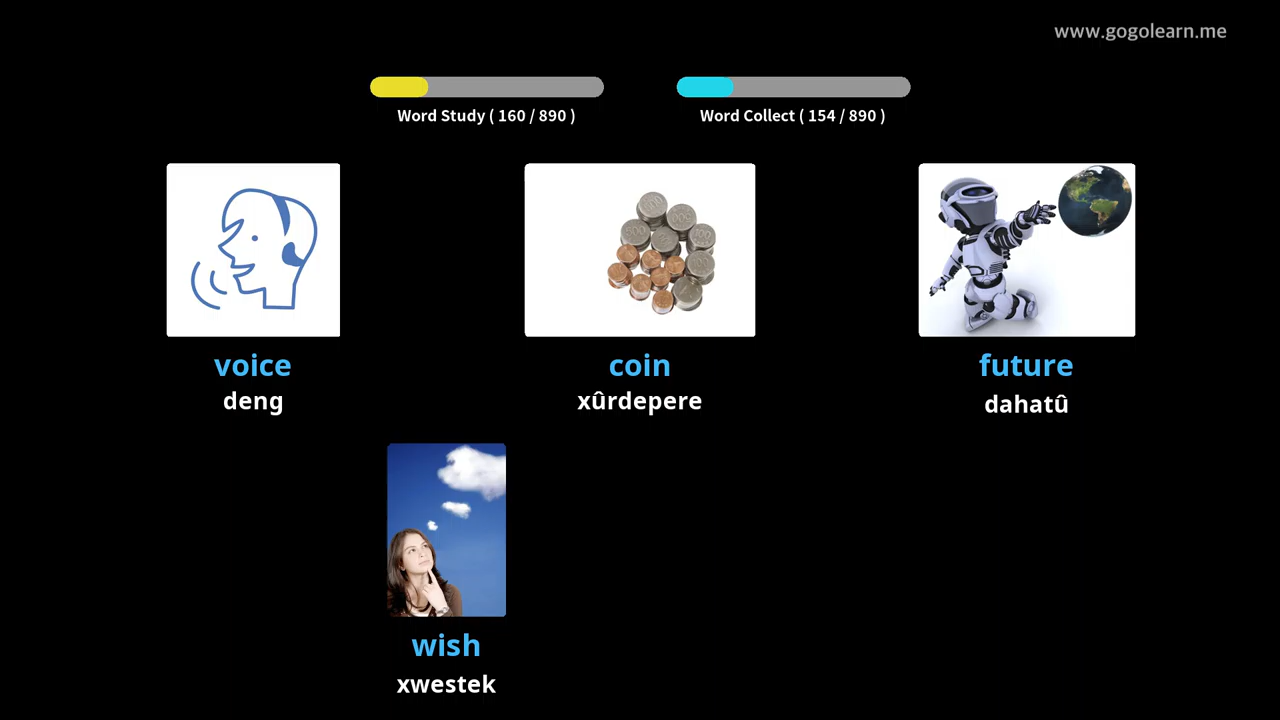 www.gogolearn.me
Word Study ( 160 / 890 )
Word Collect ( 154 / 890 )
voice
deng
coin
xûrdepere
future
dahatû
wish
xwestek